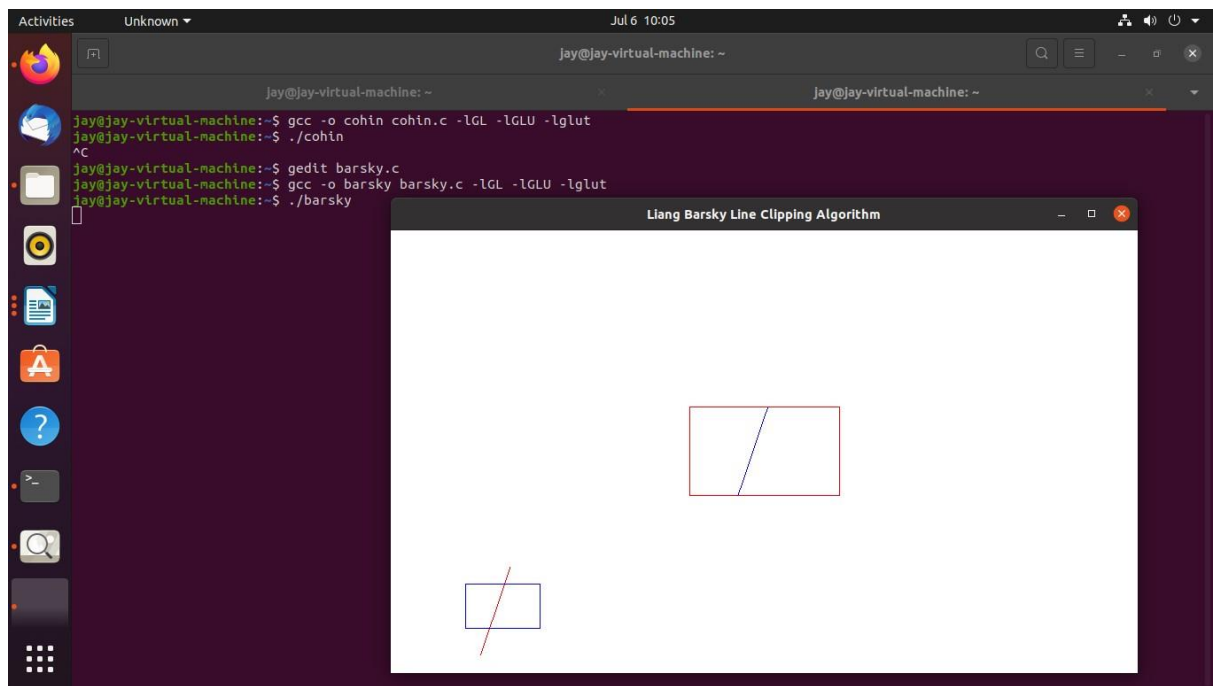 Activities Unknown Jul 6 10:05
jay@jay-virtual-machine: ~
jay@jay-virtual-machine: ~ jay@jay-virtual-machine: ~
jay@jay-virtual-machine:~$ gcc -o cohin cohin.c -lGL -lGLU -lglut
jay@jay-virtual-machine:~$ ./cohin
^C
jay@jay-virtual-machine:~$ gedit barsky.c
jay@jay-virtual-machine:~$ gcc -o barsky barsky.c -lGL -lGLU -lglut
jay@jay-virtual-machine:~$ ./barsky
Liang Barsky Line Clipping Algorithm